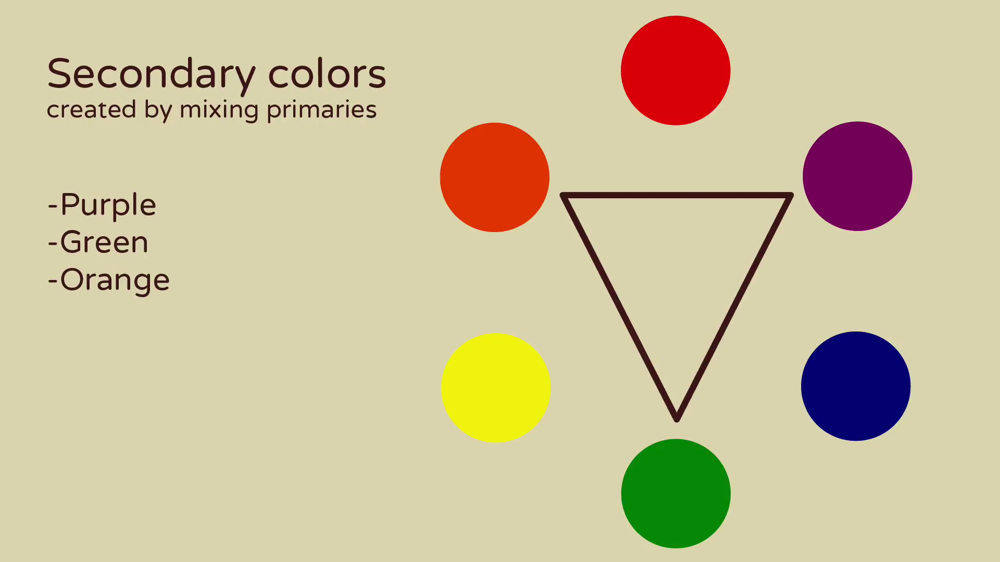 Secondary colors
created by mixing primaries
-Purple
-Green
-Orange